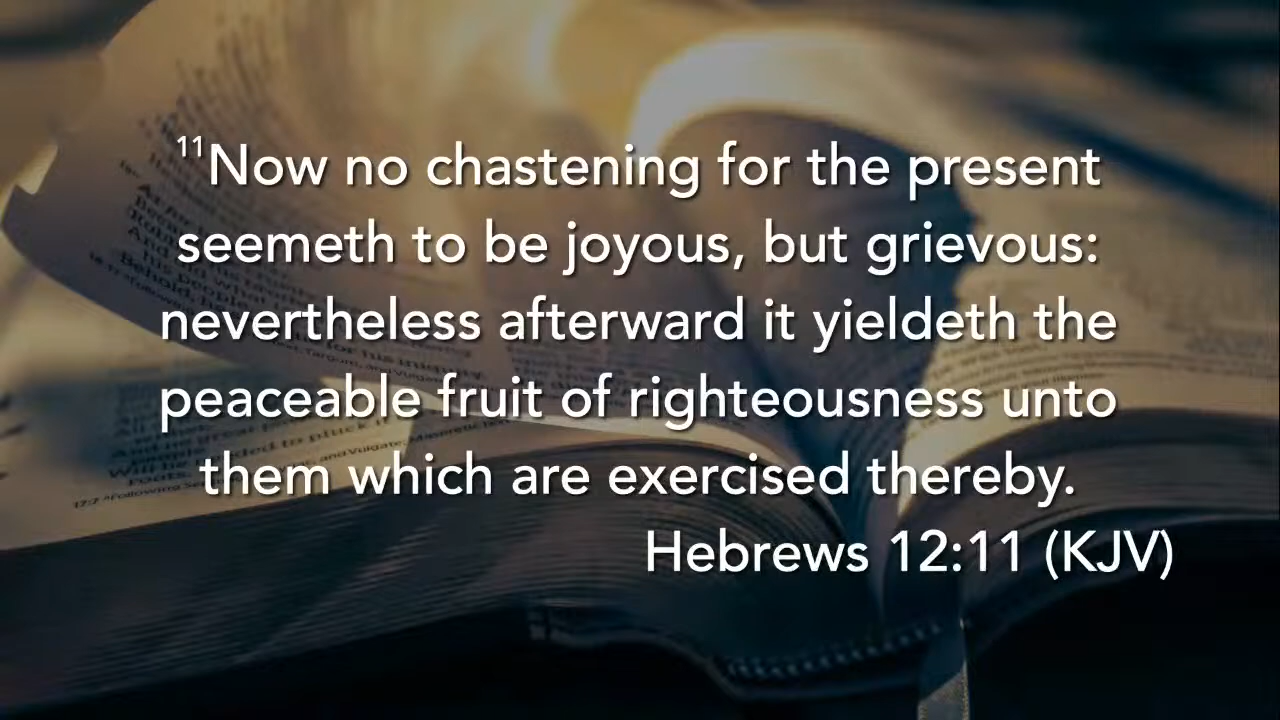 ¹¹Now no chastening for the present
seemeth to be joyous, but grievous:
nevertheless afterward it yieldeth the
peaceable fruit of righteousness unto
them which are exercised thereby.
Hebrews 12:11 (KJV)
Behold,